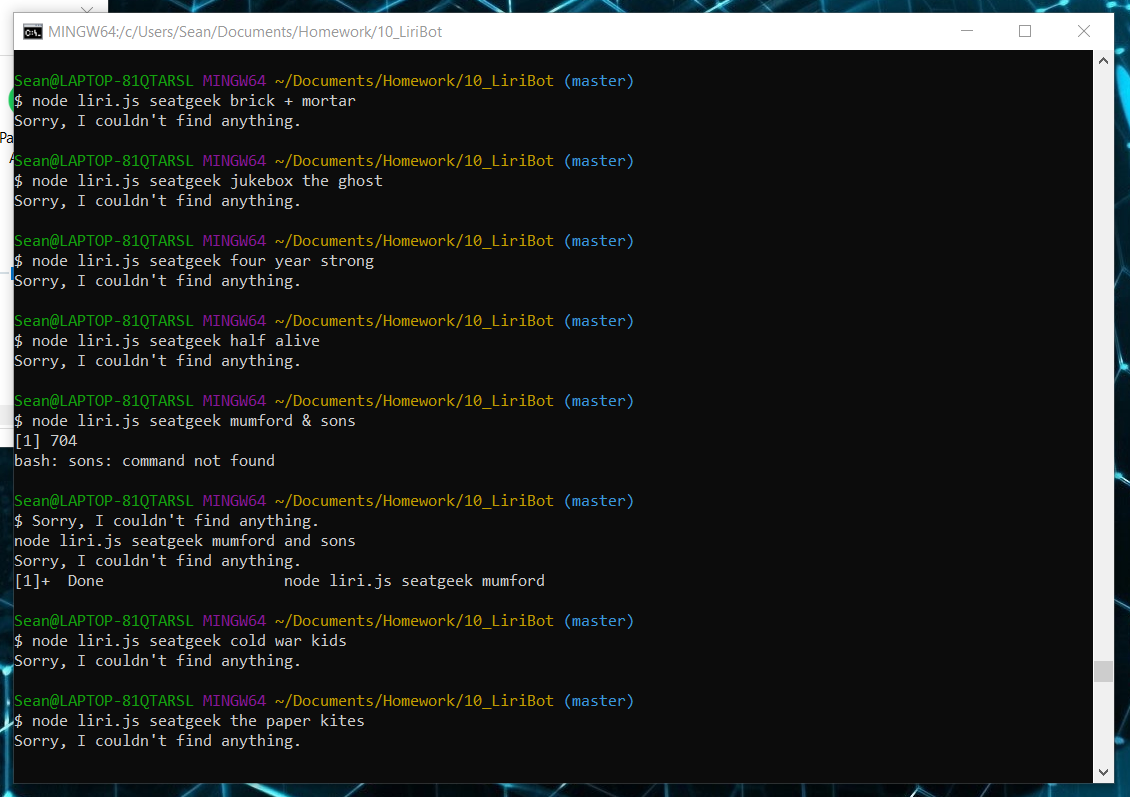 MINGW64:/c/Users/Sean/Documents/Homework/10_LiriBot
Sean@LAPTOP-81QTARSL MINGW64 ~/Documents/Homework/10_LiriBot (master)
$ node liri.js seatgeek brick + mortar
Sorry, I couldn't find anything.
Sean@LAPTOP-81QTARSL MINGW64 ~/Documents/Homework/10_LiriBot (master)
$ node liri.js seatgeek jukebox the ghost
Sorry, I couldn't find anything.
Sean@LAPTOP-81QTARSL MINGW64 ~/Documents/Homework/10_LiriBot (master)
$ node liri.js seatgeek four year strong
Sorry, I couldn't find anything.
Sean@LAPTOP-81QTARSL MINGW64 ~/Documents/Homework/10_LiriBot (master)
$ node liri.js seatgeek half alive
Sorry, I couldn't find anything.
Sean@LAPTOP-81QTARSL MINGW64 ~/Documents/Homework/10_LiriBot (master)
$ node liri.js seatgeek mumford & sons
[1] 704
bash: sons: command not found
Sean@LAPTOP-81QTARSL MINGW64 ~/Documents/Homework/10_LiriBot (master)
$ Sorry, I couldn't find anything.
node liri.js seatgeek mumford and sons
Sorry, I couldn't find anything.
[1]+  Done                    node liri.js seatgeek mumford
Sean@LAPTOP-81QTARSL MINGW64 ~/Documents/Homework/10_LiriBot (master)
$ node liri.js seatgeek cold war kids
Sorry, I couldn't find anything.
Sean@LAPTOP-81QTARSL MINGW64 ~/Documents/Homework/10_LiriBot (master)
$ node liri.js seatgeek the paper kites
Sorry, I couldn't find anything.